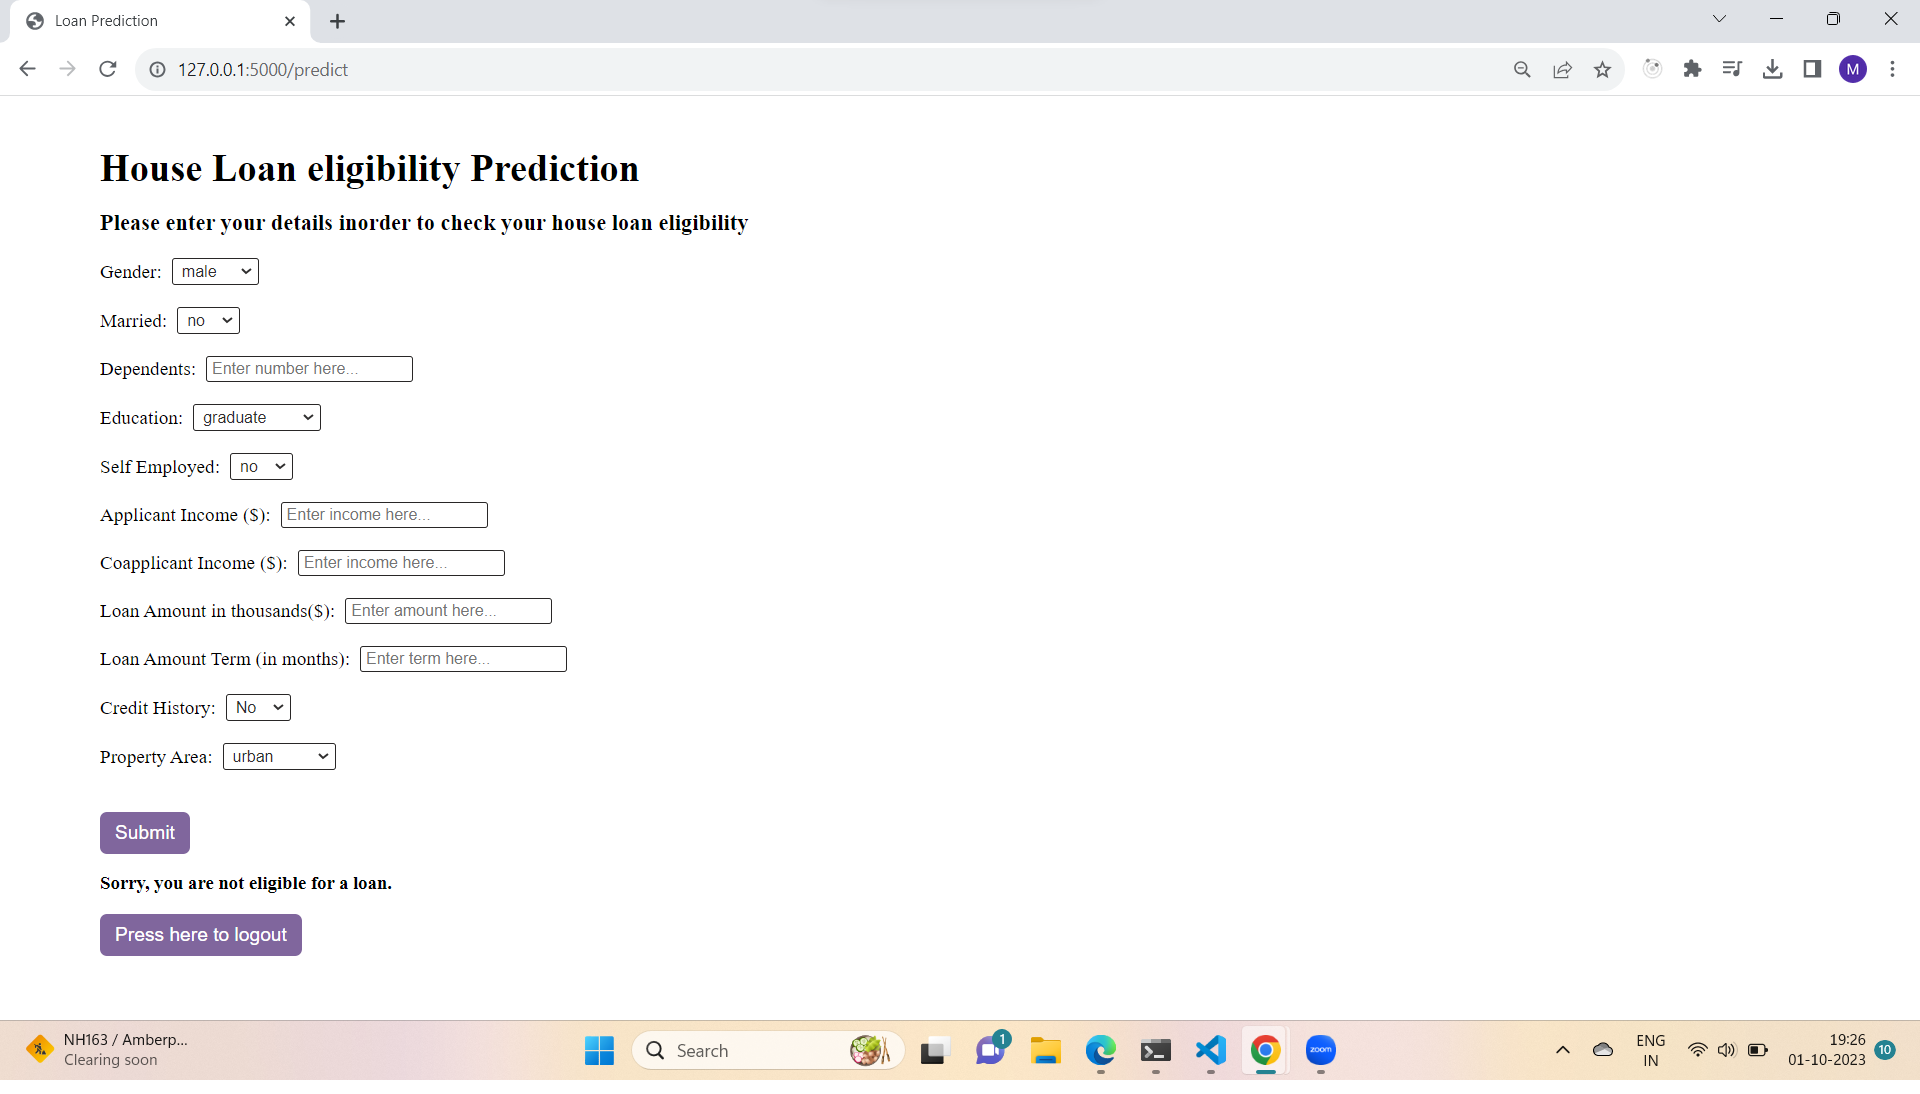 Loan Prediction
127.0.0.1:5000/predict
M
House Loan eligibility Prediction
Please enter your details inorder to check your house loan eligibility
Gender: male
Married: no
Dependents: Enter number here...
Education: graduate
Self Employed: no
Applicant Income ($): Enter income here...
Coapplicant Income ($): Enter income here...
Loan Amount in thousands($): Enter amount here...
Loan Amount Term (in months): Enter term here...
Credit History: No
Property Area: urban
Submit
Sorry, you are not eligible for a loan.
Press here to logout
NH163 / Amberp...
Clearing soon
Search
1
zoom
ENG
IN
19:26
01-10-2023
10